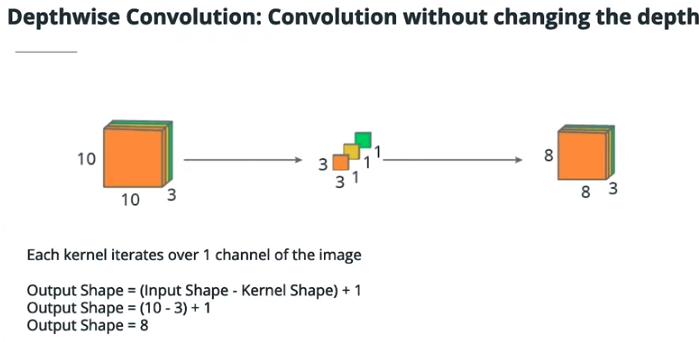 Depthwise Convolution: Convolution without changing the depth
10
10
3
3
3
1
1
1
8
8
3
Each kernel iterates over 1 channel of the image
Output Shape = (Input Shape - Kernel Shape) + 1
Output Shape = (10 - 3) + 1
Output Shape = 8